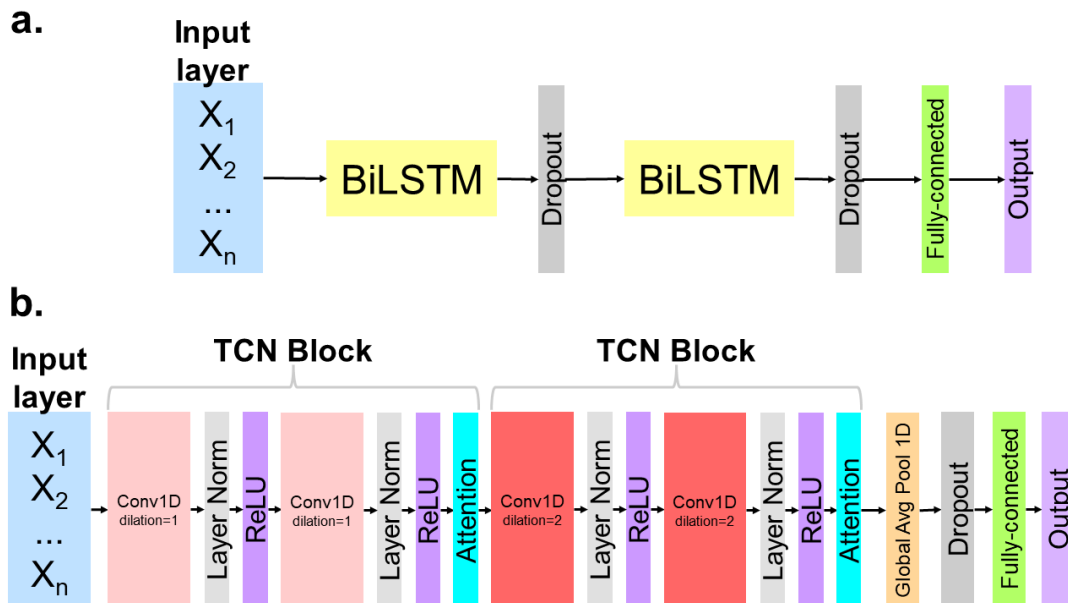 a.
Input
layer
X1
X2
...
Xn
BiLSTM
Dropout
BiLSTM
Dropout
Fully-connected
Output
b.
Input
layer
X1
X2
...
Xn
TCN Block
Conv1D
dilation=1
Layer Norm
ReLU
Conv1D
dilation=1
Layer Norm
ReLU
Attention
TCN Block
Conv1D
dilation=2
Layer Norm
ReLU
Conv1D
dilation=2
Layer Norm
ReLU
Attention
Global Avg Pool 1D
Dropout
Fully-connected
Output